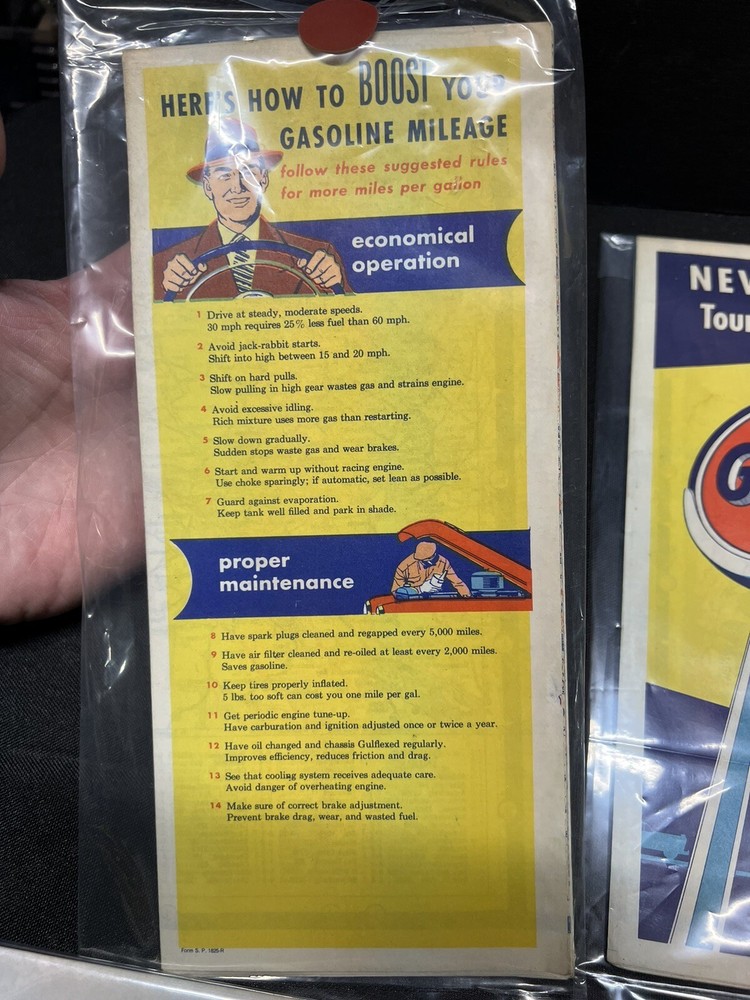 HERE'S HOW TO BOOST YOUR
GASOLINE MILEAGE
follow these suggested rules
for more miles per gallon
economical
operation
1 Drive at steady, moderate speeds.
30 mph requires 25% less fuel than 60 mph.
2 Avoid jack-rabbit starts.
Shift into high between 15 and 20 mph.
3 Shift on hard pulls.
Slow pulling in high gear wastes gas and strains engine.
4 Avoid excessive idling.
Rich mixture uses more gas than restarting.
5 Slow down gradually.
Sudden stops waste gas and wear brakes.
6 Start and warm up without racing engine.
Use choke sparingly; if automatic, set lean as possible.
7 Guard against evaporation.
Keep tank well filled and park in shade.
proper
maintenance
8 Have spark plugs cleaned and regapped every 5,000 miles.
9 Have air filter cleaned and re-oiled at least every 2,000 miles.
Saves gasoline.
10 Keep tires properly inflated.
5 lbs. too soft can cost you one mile per gal.
11 Get periodic engine tune-up.
Have carburation and ignition adjusted once or twice a year.
12 Have oil changed and chassis Gulflexed regularly.
Improves efficiency, reduces friction and drag.
13 See that cooling system receives adequate care.
Avoid danger of overheating engine.
14 Make sure of correct brake adjustment.
Prevent brake drag, wear, and wasted fuel.
Form S. P. 1825-R
NEV
Tour